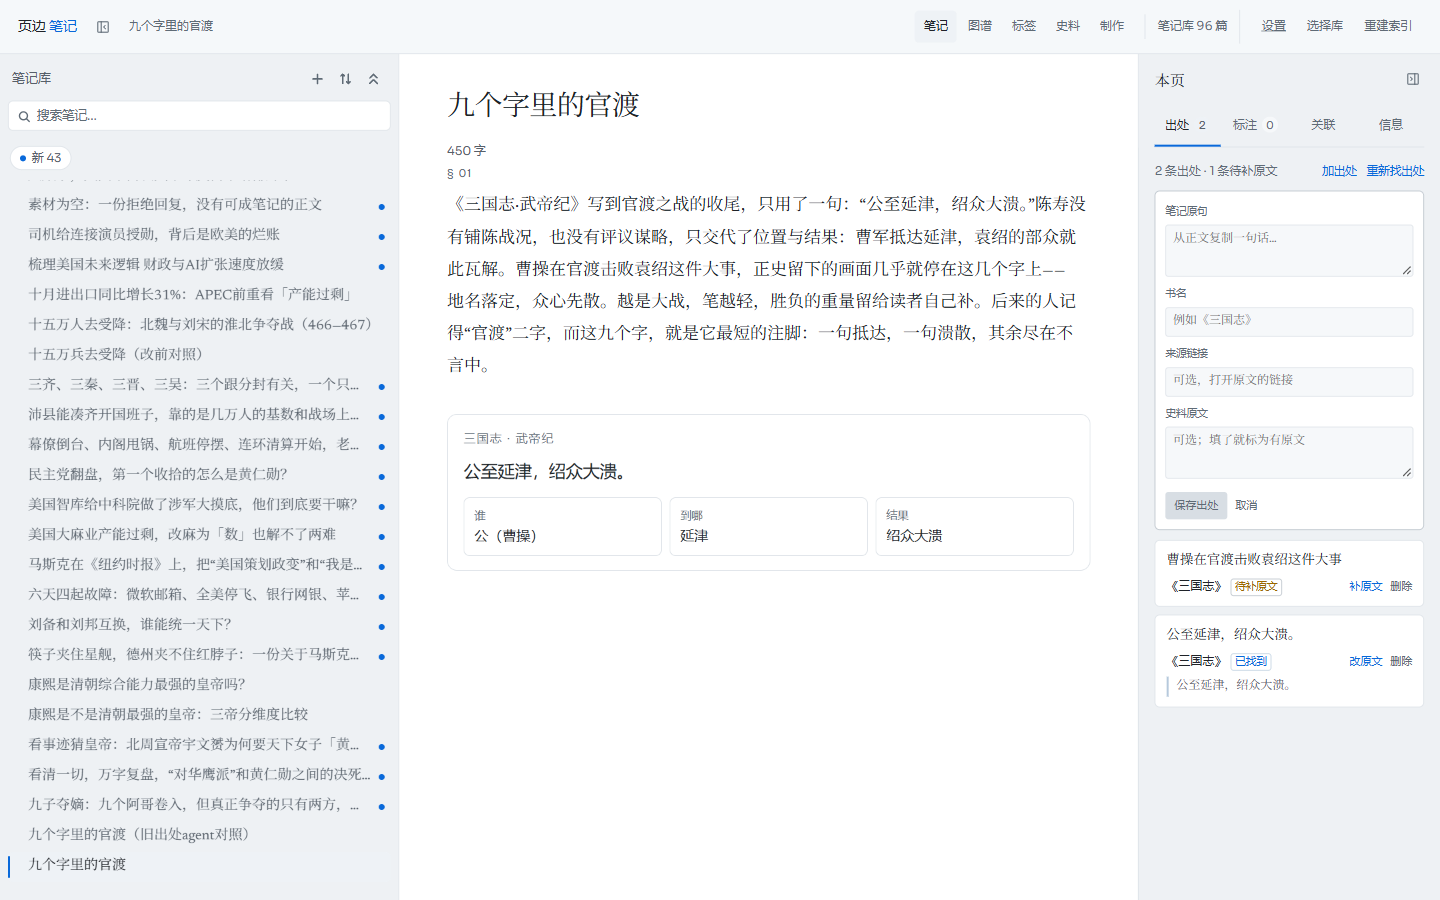 页边 笔记
九个字里的官渡
笔记
图谱
标签
史料
制作
笔记库 96 篇
设置
选择库
重建索引
笔记库
搜索笔记...
新 43
素材为空：一份拒绝回复，没有可成笔记的正文
司机给连接演员授勋，背后是欧美的烂账
梳理美国未来逻辑 财政与AI扩张速度放缓
十月进出口同比增长31%：APEC前重看「产能过剩」
十五万人去受降：北魏与刘宋的淮北争夺战（466–467）
十五万兵去受降（改前对照）
三齐、三秦、三晋、三吴：三个跟分封有关，一个只...
沛县能凑齐开国班子，靠的是几万人的基数和战场上...
幕僚倒台、内阁甩锅、航班停摆、连环清算开始，老...
民主党翻盘，第一个收拾的怎么是黄仁勋？
美国智库给中科院做了涉军大摸底，他们到底要干嘛？
美国大麻业产能过剩，改麻为「数」也解不了两难
马斯克在《纽约时报》上，把“美国策划政变”和“我是...
六天四起故障：微软邮箱、全美停飞、银行网银、苹...
刘备和刘邦互换，谁能统一天下？
筷子夹住星舰，德州夹不住红脖子：一份关于马斯克...
康熙是清朝综合能力最强的皇帝吗？
康熙是不是清朝最强的皇帝：三帝分维度比较
看事迹猜皇帝：北周宣帝宇文赟为何要天下女子「黄...
看清一切，万字复盘，“对华鹰派”和黄仁勋之间的决死...
九子夺嫡：九个阿哥卷入，但真正争夺的只有两方，...
九个字里的官渡（旧出处agent对照）
九个字里的官渡
九个字里的官渡
450 字
§ 01
《三国志·武帝纪》写到官渡之战的收尾，只用了一句：“公至延津，绍众大溃。”陈寿没
有铺陈战况，也没有评议谋略，只交代了位置与结果：曹军抵达延津，袁绍的部众就
此瓦解。曹操在官渡击败袁绍这件大事，正史留下的画面几乎就停在这几个字上——
地名落定，众心先散。越是大战，笔越轻，胜负的重量留给读者自己补。后来的人记
得“官渡”二字，而这九个字，就是它最短的注脚：一句抵达，一句溃散，其余尽在不
言中。
三国志 · 武帝纪
公至延津，绍众大溃。
谁
公（曹操）
到哪
延津
结果
绍众大溃
本页
出处 2
标注 0
关联
信息
2 条出处 · 1 条待补原文
加出处
重新找出处
笔记原句
从正文复制一句话...
书名
例如《三国志》
来源链接
可选，打开原文的链接
史料原文
可选；填了就标为有原文
保存出处
取消
曹操在官渡击败袁绍这件大事
《三国志》
待补原文
补原文
删除
公至延津，绍众大溃。
《三国志》
已找到
改原文
删除
公至延津，绍众大溃。